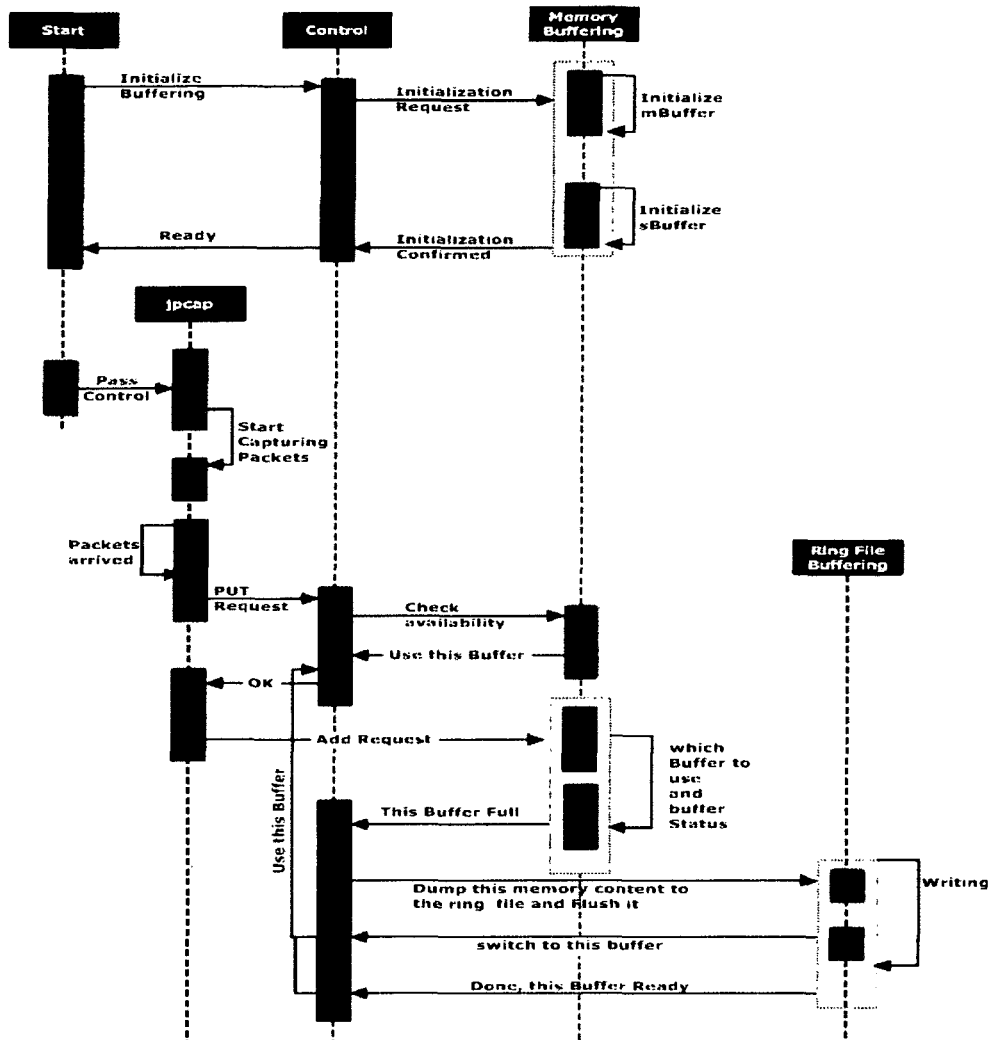 Start
Control
Memory
Buffering
Initialize
Buffering
Initialization
Request
Initialize
mBuffer
Initialize
sBuffer
Ready
Initialization
Confirmed
jpcap
Pass
Control
Start
Capturing
Packets
Packets
arrived
Ring File
Buffering
PUT
Request
Check
availability
Use this Buffer
OK
Add Request
which
Buffer to
use
and
buffer
Status
Use this Buffer
This Buffer Full
Dump this memory content to
the ring file and Flush it
Writing
switch to this buffer
Done, this Buffer Ready